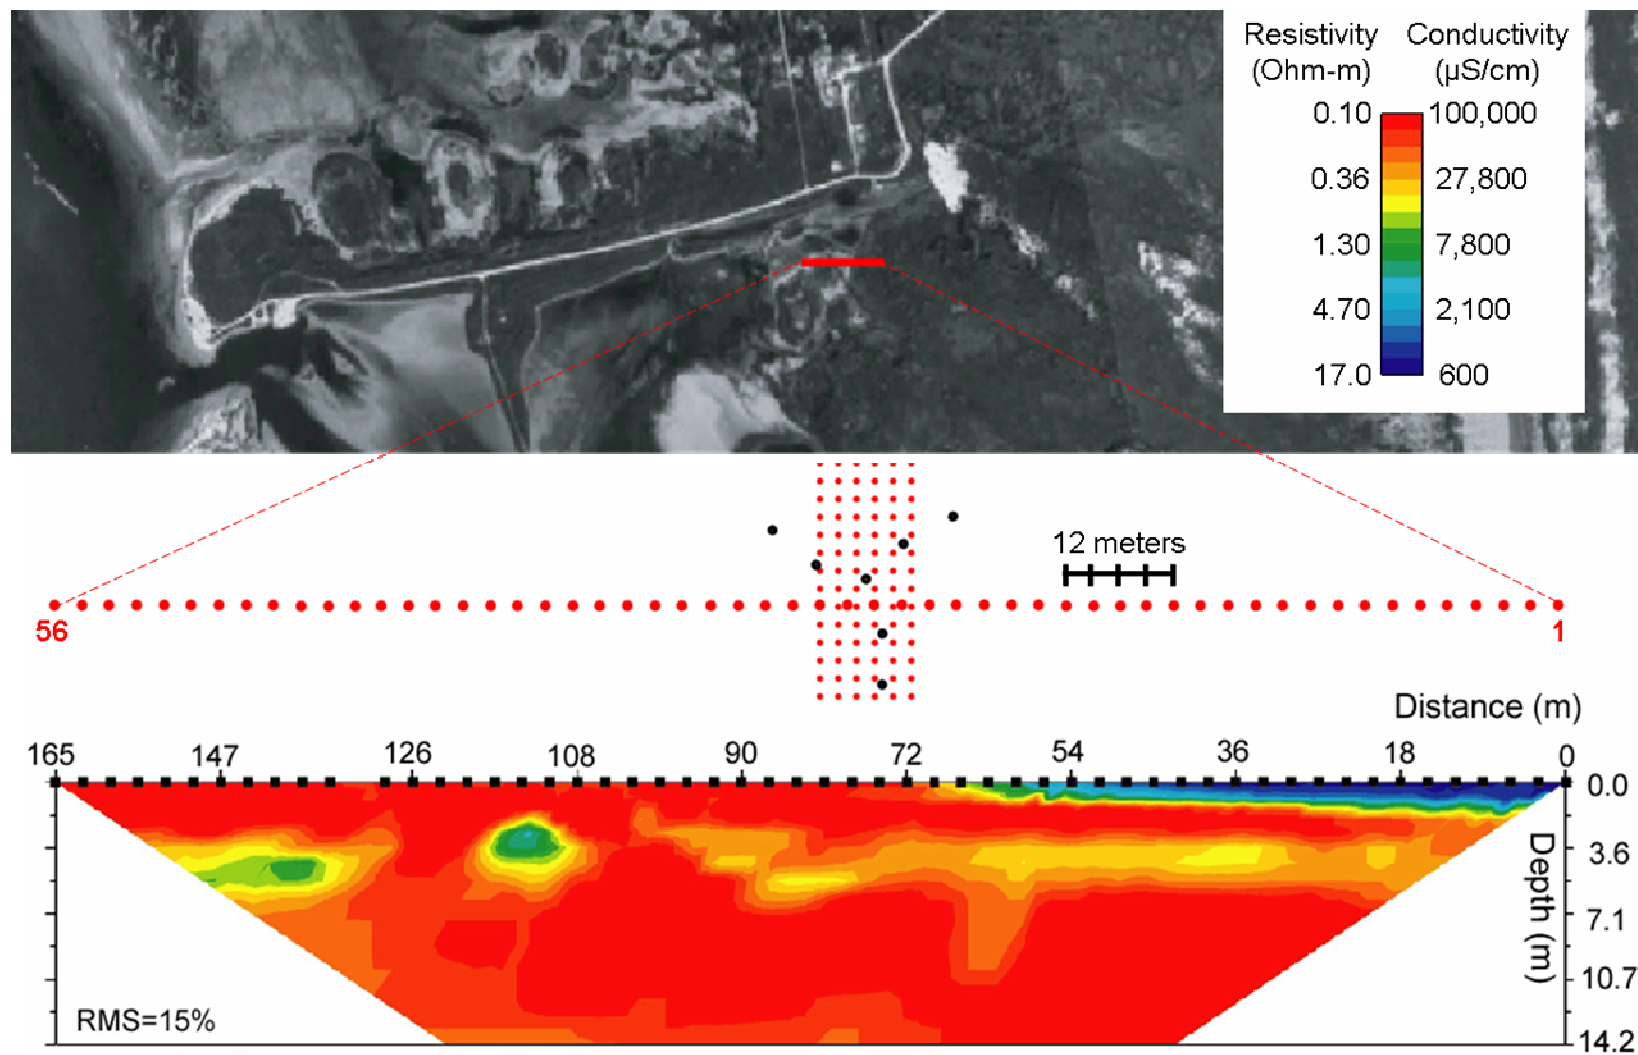 Resistivity Conductivity
(Ohm-m) (µS/cm)
0.10 100,000
0.36 27,800
1.30 7,800
4.70 2,100
17.0 600
12 meters
56 1
Distance (m)
165 147 126 108 90 72 54 36 18 0
0.0
3.6
7.1
10.7
14.2
Depth (m)
RMS=15%